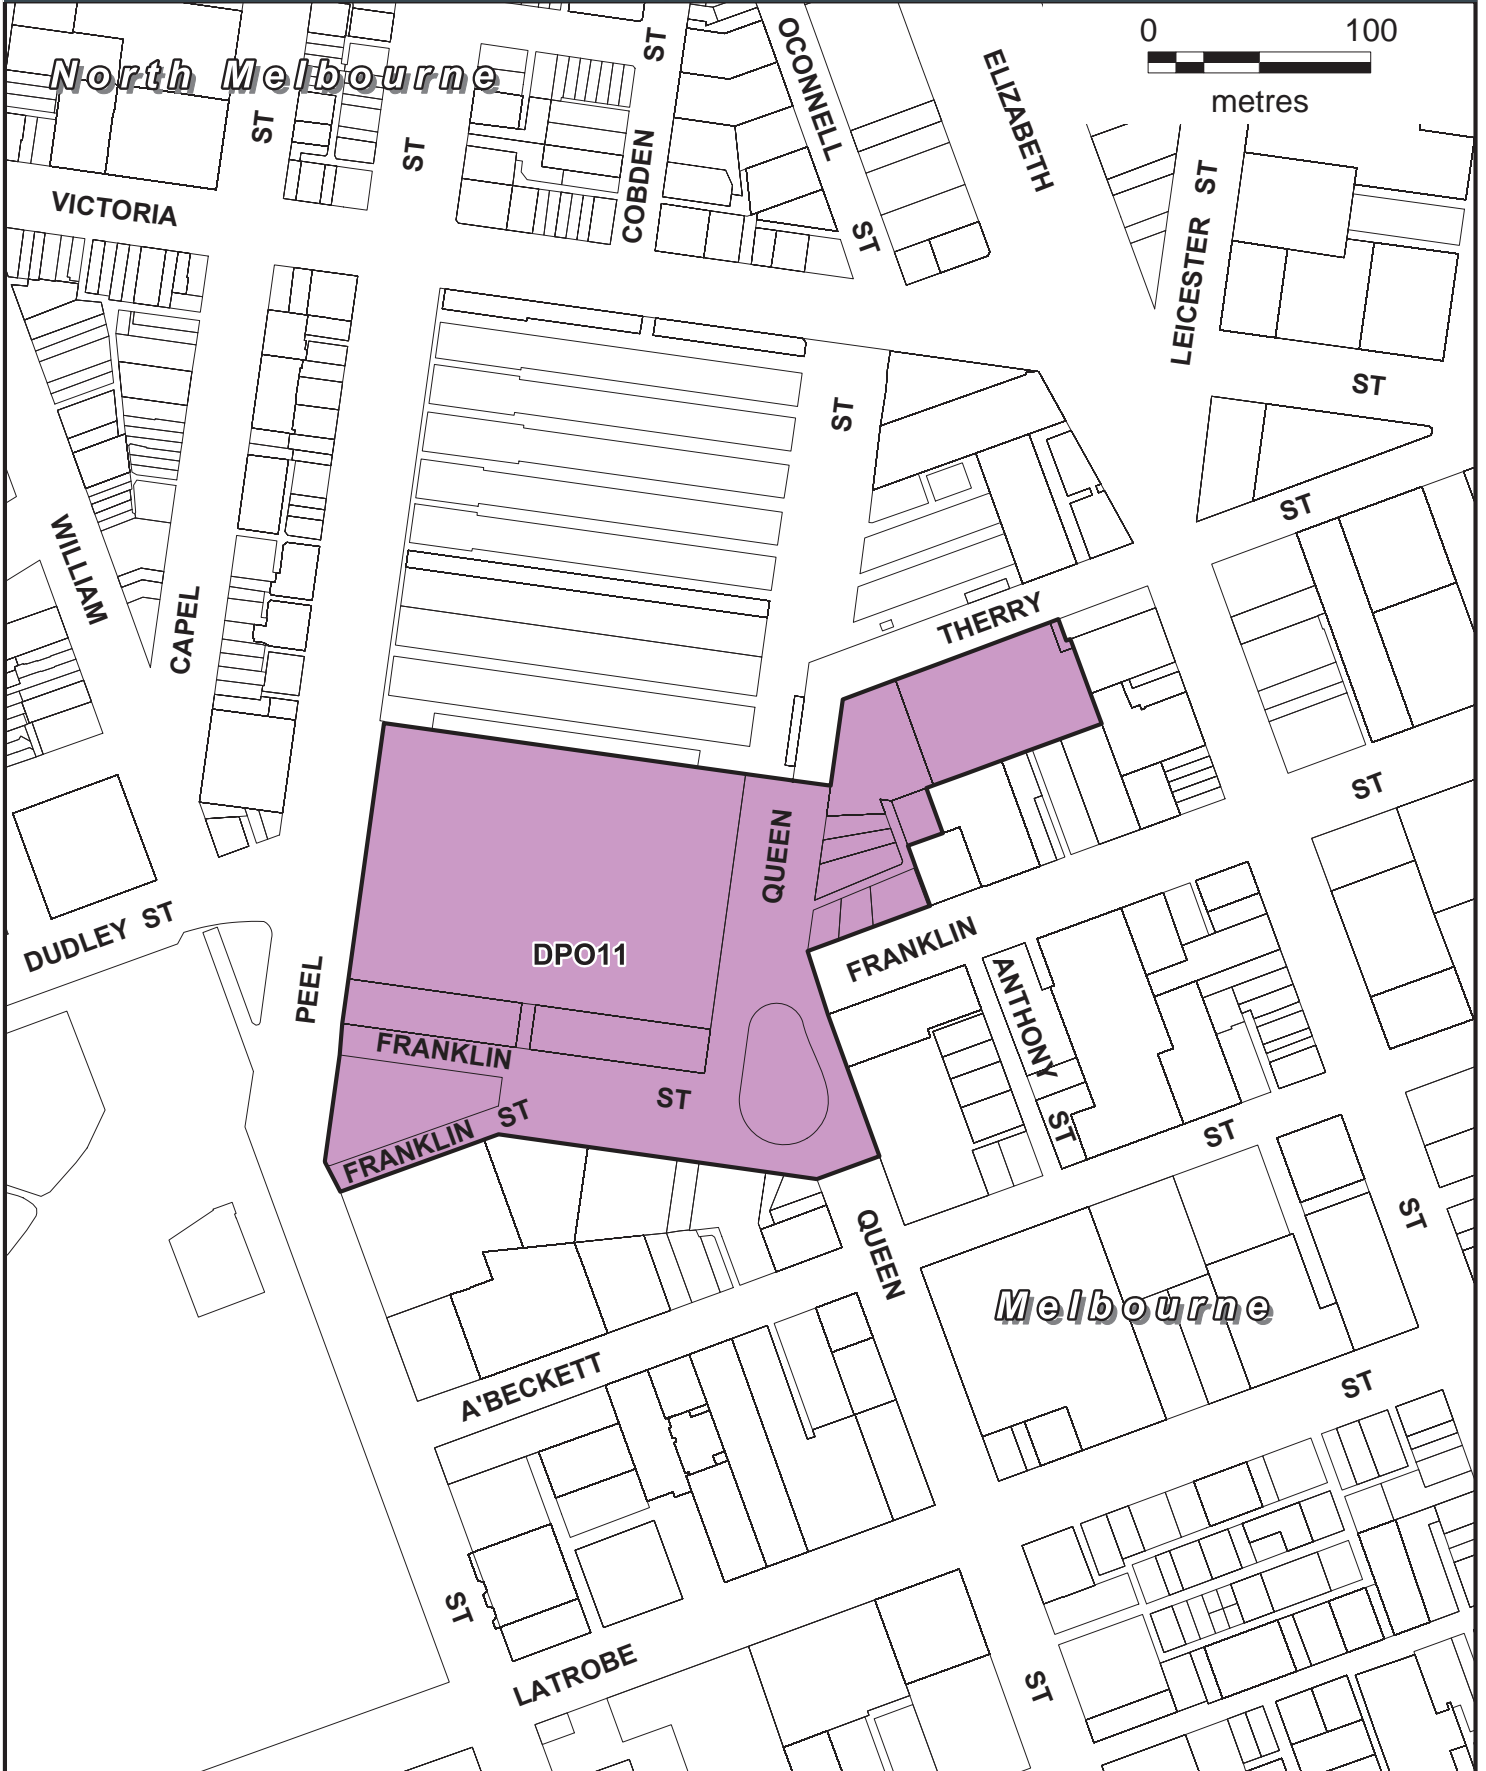 0 100
metres
North Melbourne
ST
OCONNELL
ELIZABETH
ST
ST
COBDEN
LEICESTER ST
VICTORIA
ST
ST
ST
ST
WILLIAM
CAPEL
THERRY
ST
QUEEN
DUDLEY ST
FRANKLIN
DPO11
PEEL
ANTHONY
FRANKLIN
ST
ST
FRANKLIN
ST
ST
ST
QUEEN
Melbourne
A'BECKETT
ST
ST
LATROBE
ST